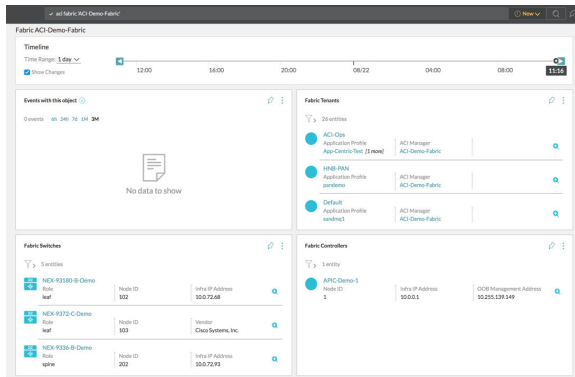 aci fabric 'ACI-Demo-Fabric'
Now
Fabric ACI-Demo-Fabric
Timeline
Time Range: 1 day
Show Changes
12:00 16:00 20:00 08/22 04:00 08:00 11:16
Events with this object
0 events 6h 24h 7d 1M 3M
No data to show
Fabric Tenants
26 entities
ACI-Ops
Application Profile ACI Manager
App-Centric-Test [1 more] ACI-Demo-Fabric
HNB-PAN
Application Profile ACI Manager
pandemo ACI-Demo-Fabric
Default
Application Profile ACI Manager
sandmq1 ACI-Demo-Fabric
Fabric Switches
5 entities
NEX-93180-B-Demo
Role Node ID Infra IP Address
leaf 102 10.0.72.68
NEX-9372-C-Demo
Role Node ID Vendor
leaf 103 Cisco Systems, Inc.
NEX-9336-B-Demo
Role Node ID Infra IP Address
spine 202 10.0.72.93
Fabric Controllers
1 entity
APIC-Demo-1
Node ID Infra IP Address OOB Management Address
1 10.0.0.1 10.255.139.149